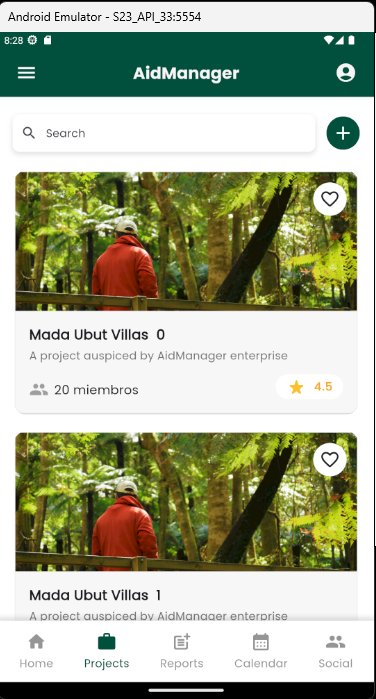 Android Emulator - S23_API_33:5554
8:28
AidManager
Search
Mada Ubut Villas  0
A project auspiced by AidManager enterprise
20 miembros
4.5
Mada Ubut Villas  1
A project auspiced by AidManager enterprise
Home Projects Reports Calendar Social